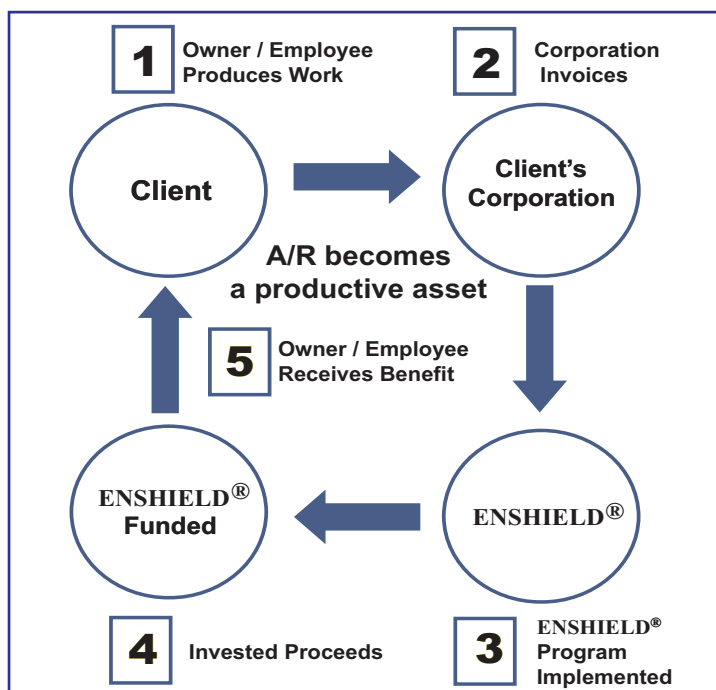 1
Owner / Employee
Produces Work
2
Corporation
Invoices
Client
Client's
Corporation
A/R becomes
a productive asset
5
Owner / Employee
Receives Benefit
ENSHIELD®
Funded
ENSHIELD®
4
Invested Proceeds
3
ENSHIELD®
Program
Implemented